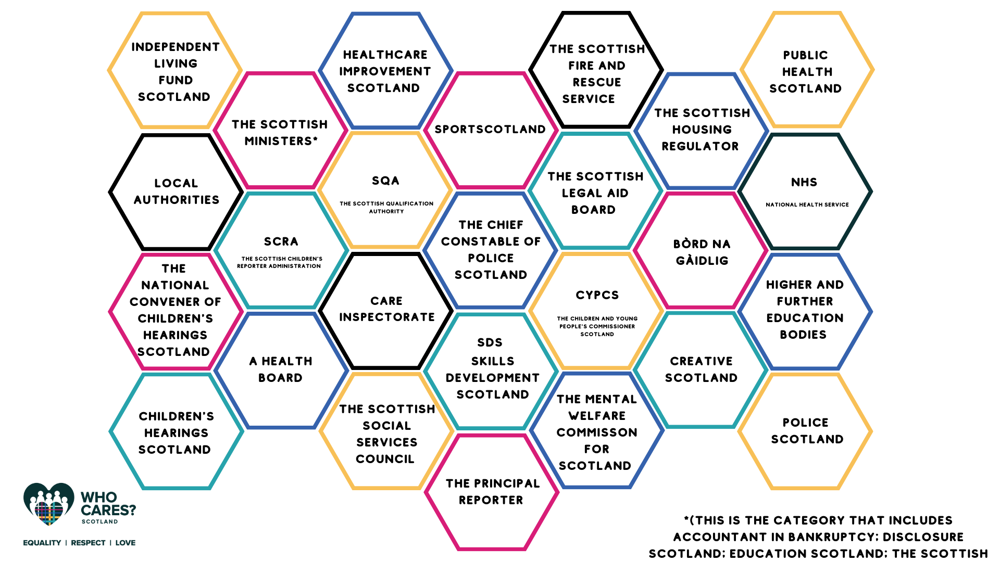 INDEPENDENT
LIVING
FUND
SCOTLAND
HEALTHCARE
IMPROVEMENT
SCOTLAND
THE SCOTTISH
FIRE AND
RESCUE
SERVICE
PUBLIC
HEALTH
SCOTLAND
THE SCOTTISH
MINISTERS*
SPORTSCOTLAND
THE SCOTTISH
HOUSING
REGULATOR
LOCAL
AUTHORITIES
SQA
THE SCOTTISH QUALIFICATION
AUTHORITY
THE SCOTTISH
LEGAL AID
BOARD
NHS
NATIONAL HEALTH SERVICE
SCRA
THE SCOTTISH CHILDREN'S
REPORTER ADMINISTRATION
THE CHIEF
CONSTABLE OF
POLICE
SCOTLAND
BÒRD NA
GÀIDLIG
THE
NATIONAL
CONVENER OF
CHILDREN'S
HEARINGS
SCOTLAND
CARE
INSPECTORATE
CYPCS
THE CHILDREN AND YOUNG
PEOPLE'S COMMISSIONER
SCOTLAND
HIGHER AND
FURTHER
EDUCATION
BODIES
A HEALTH
BOARD
SDS
SKILLS
DEVELOPMENT
SCOTLAND
CREATIVE
SCOTLAND
CHILDREN'S
HEARINGS
SCOTLAND
THE SCOTTISH
SOCIAL
SERVICES
COUNCIL
THE MENTAL
WELFARE
COMMISSON
FOR
SCOTLAND
POLICE
SCOTLAND
THE PRINCIPAL
REPORTER
WHO
CARES?
SCOTLAND
EQUALITY | RESPECT | LOVE
*(THIS IS THE CATEGORY THAT INCLUDES
ACCOUNTANT IN BANKRUPTCY; DISCLOSURE
SCOTLAND; EDUCATION SCOTLAND; THE SCOTTISH